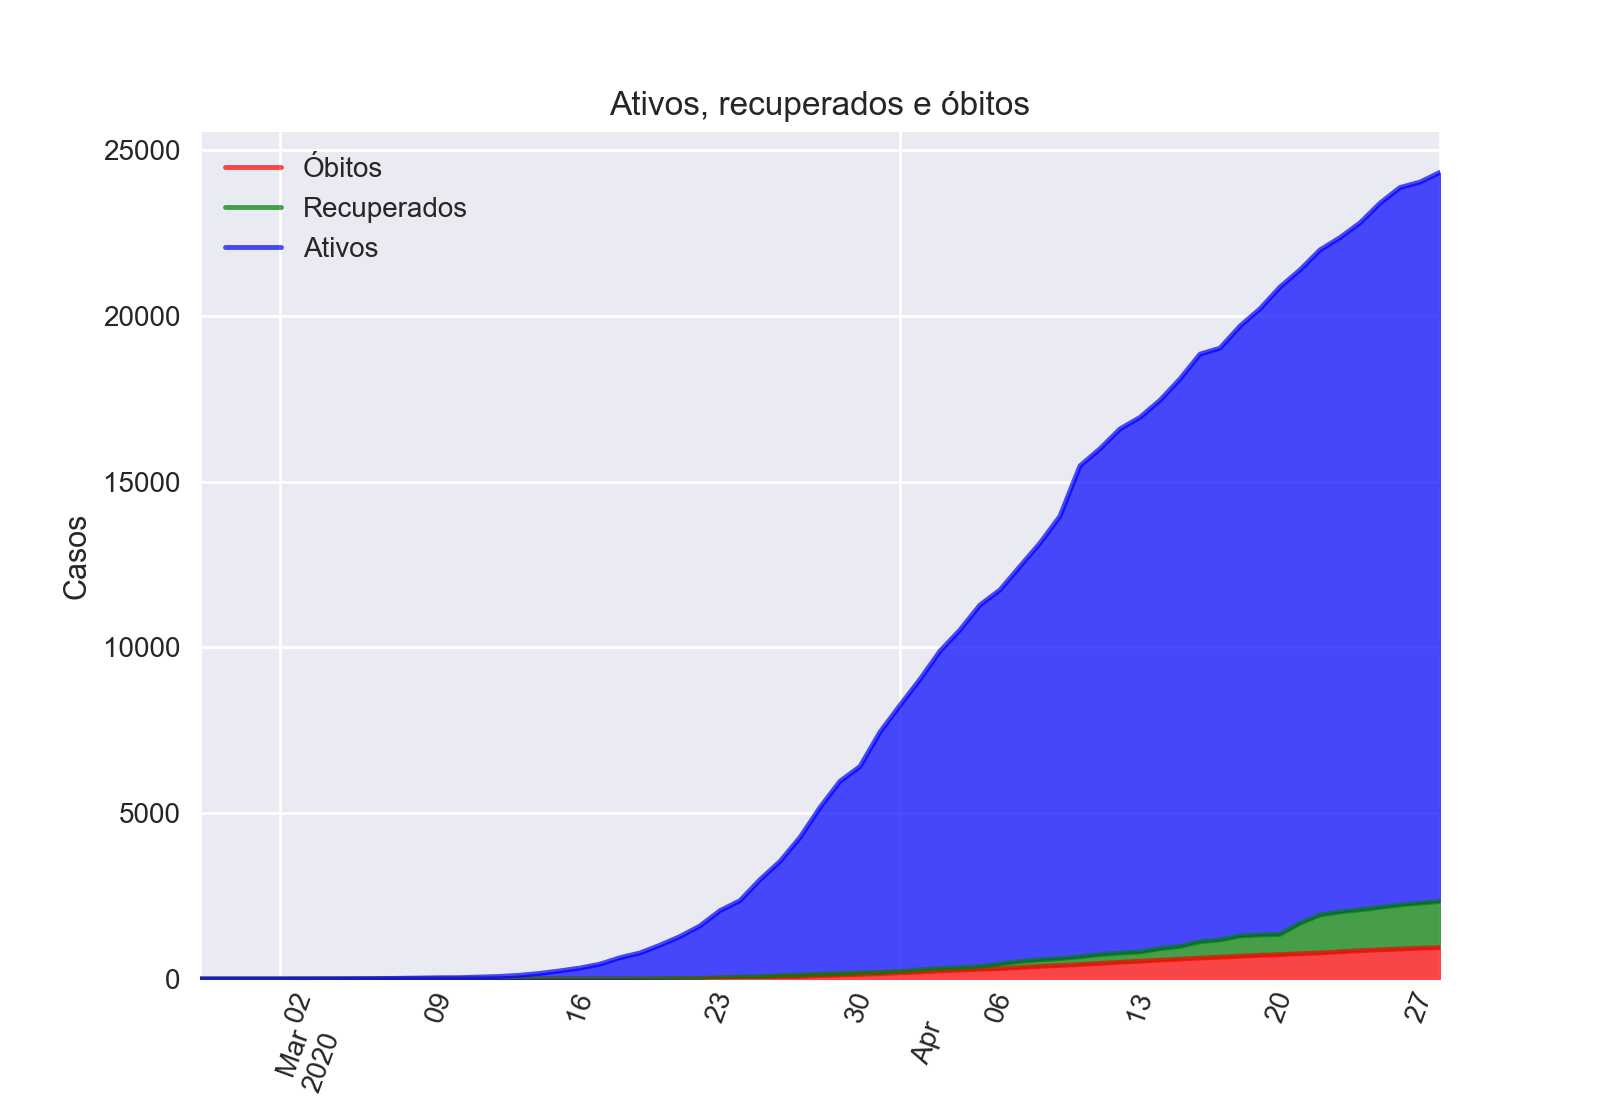 Ativos, recuperados e óbitos
Óbitos
Recuperados
Ativos
25000
20000
15000
10000
5000
0
Casos
Mar 02
2020
09
16
23
30
Apr
06
13
20
27